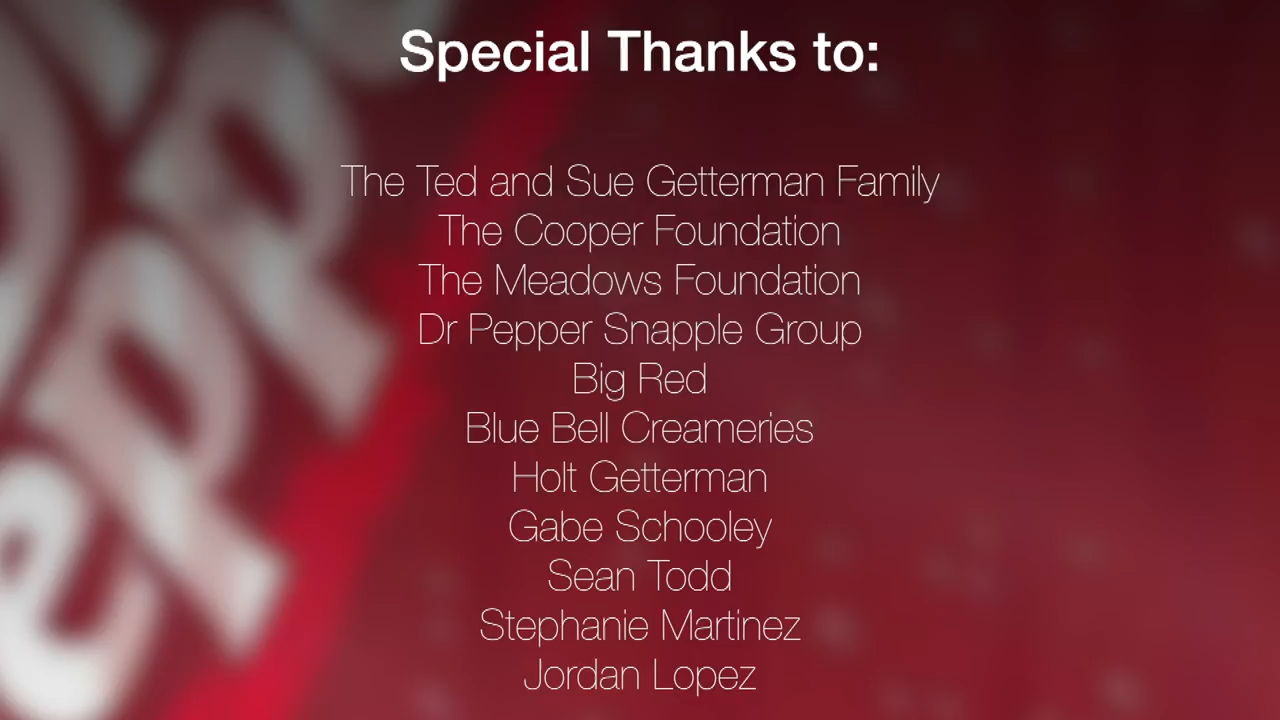 Special Thanks to:
The Ted and Sue Getterman Family
The Cooper Foundation
The Meadows Foundation
Dr Pepper Snapple Group
Big Red
Blue Bell Creameries
Holt Getterman
Gabe Schooley
Sean Todd
Stephanie Martinez
Jordan Lopez